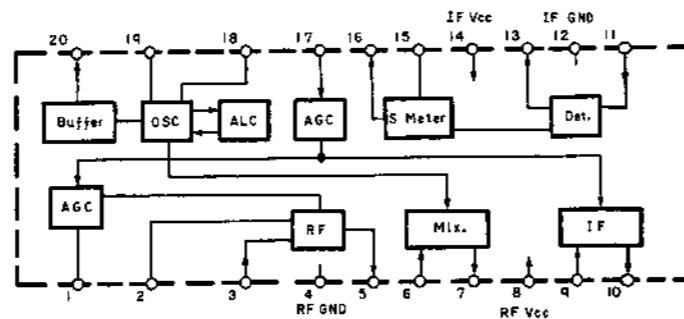 IF Vcc IF GND
20 19 18 17 16 15 14 13 12 11
Buffer OSC ALC AGC S Meter Det.
AGC RF Mix. IF
1 2 3 4 5 6 7 8 9 10
RF GND RF Vcc